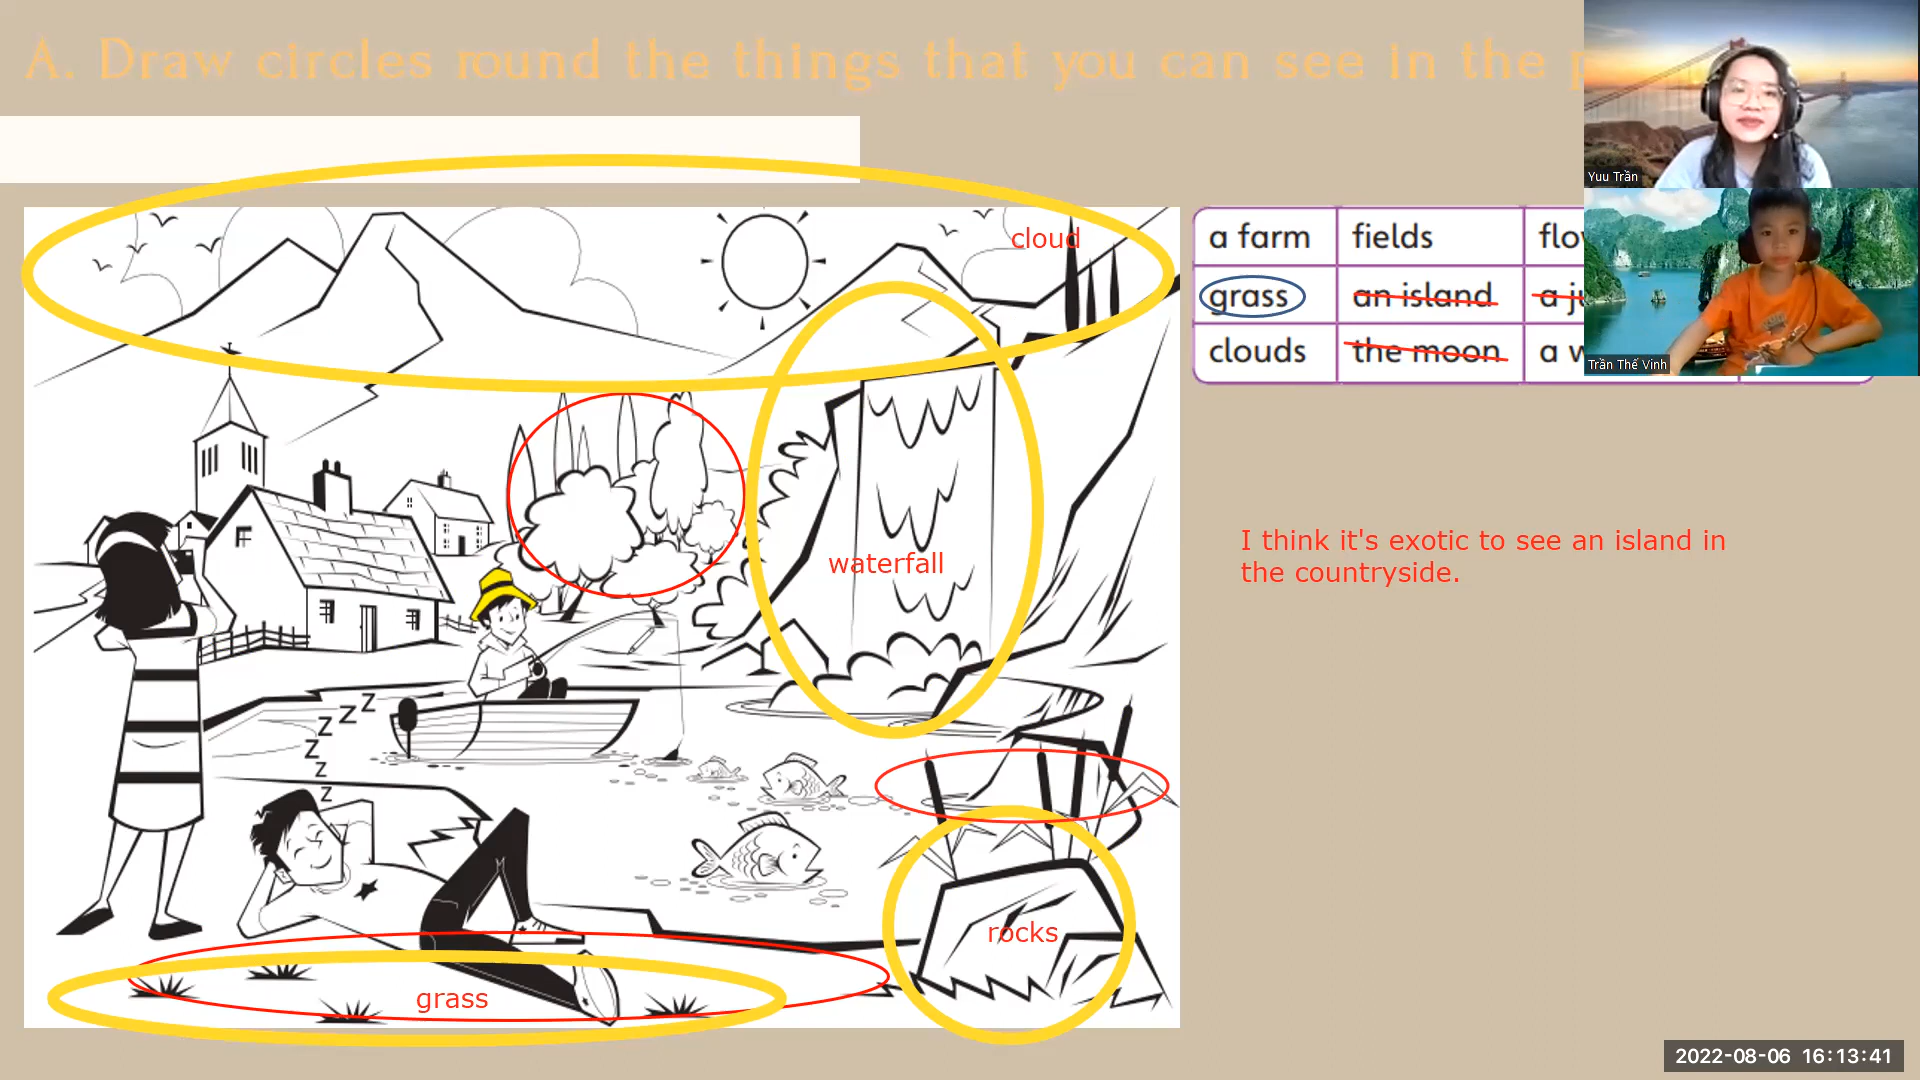 A. Draw circles round the things that you can see in the
Yuu Trần
Trần Thế Vinh
a farm fields
grass an island a
clouds the moon a
cloud
waterfall
I think it's exotic to see an island in
the countryside.
z
z
z
z
z
z
rocks
grass
2022-08-06 16:13:41